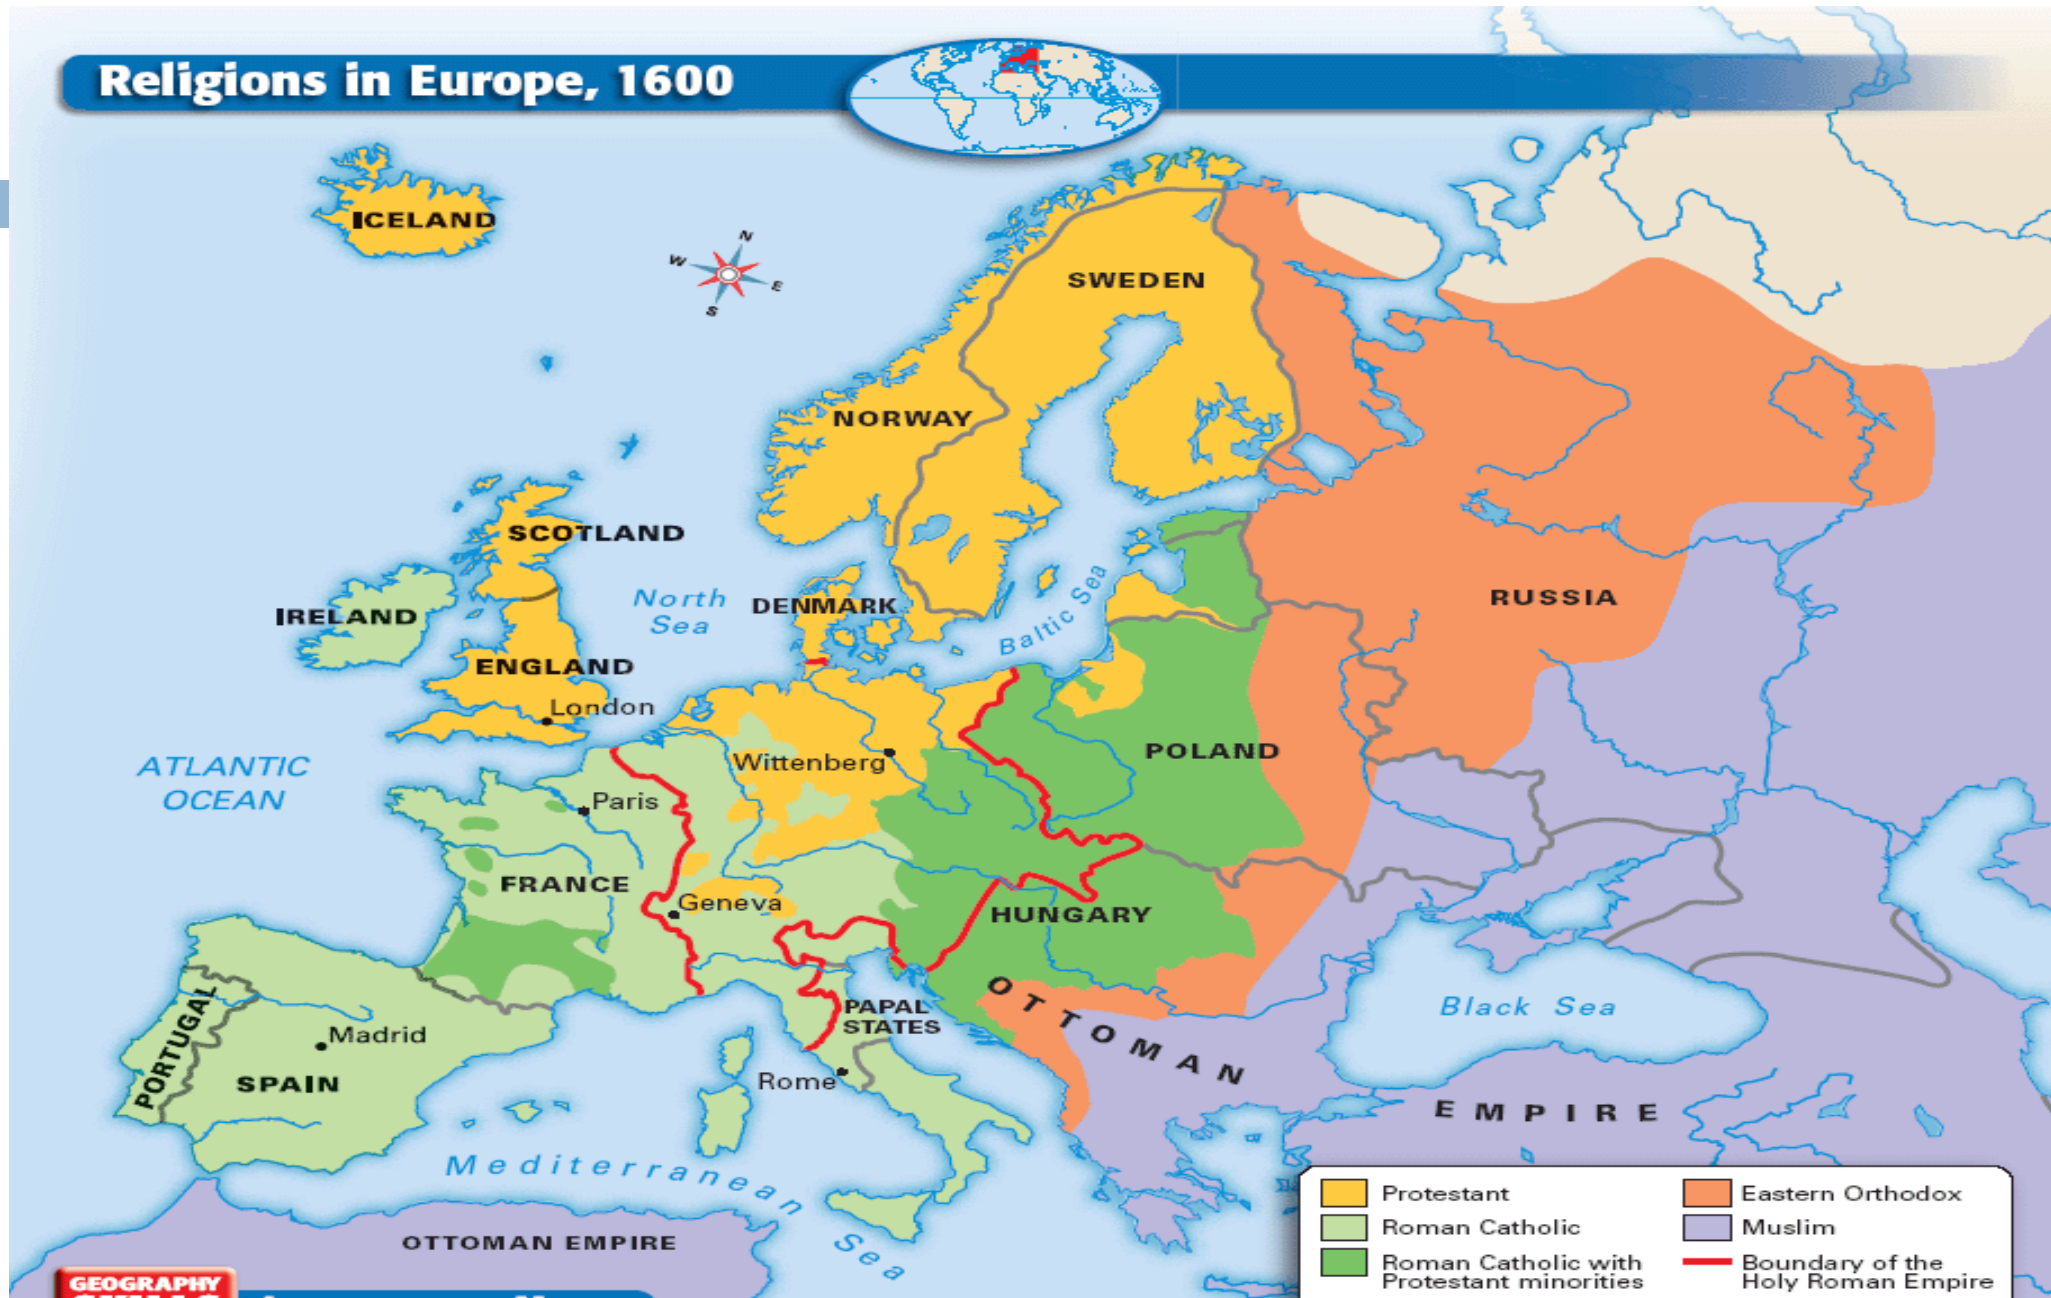 Religions in Europe, 1600
ICELAND
N
W
E
S
SWEDEN
NORWAY
SCOTLAND
North
Sea
DENMARK
Baltic Sea
RUSSIA
IRELAND
ENGLAND
London
ATLANTIC
OCEAN
Wittenberg
POLAND
Paris
FRANCE
Geneva
HUNGARY
PORTUGAL
Madrid
SPAIN
PAPAL
STATES
Rome
OTTOMAN
EMPIRE
Black Sea
Mediterranean Sea
OTTOMAN EMPIRE
Protestant
Roman Catholic
Roman Catholic with
Protestant minorities
Eastern Orthodox
Muslim
Boundary of the
Holy Roman Empire
GEOGRAPHY